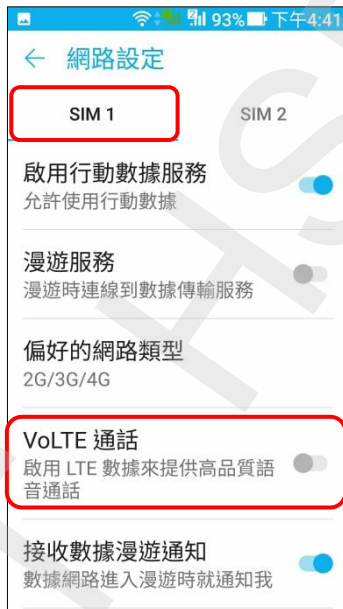 93% 下午4:41
網路設定
SIM 1 SIM 2
啟用行動數據服務
允許使用行動數據
漫遊服務
漫遊時連線到數據傳輸服務
偏好的網路類型
2G/3G/4G
VoLTE 通話
啟用 LTE 數據來提供高品質語
音通話
接收數據漫遊通知
數據網路進入漫遊時就通知我